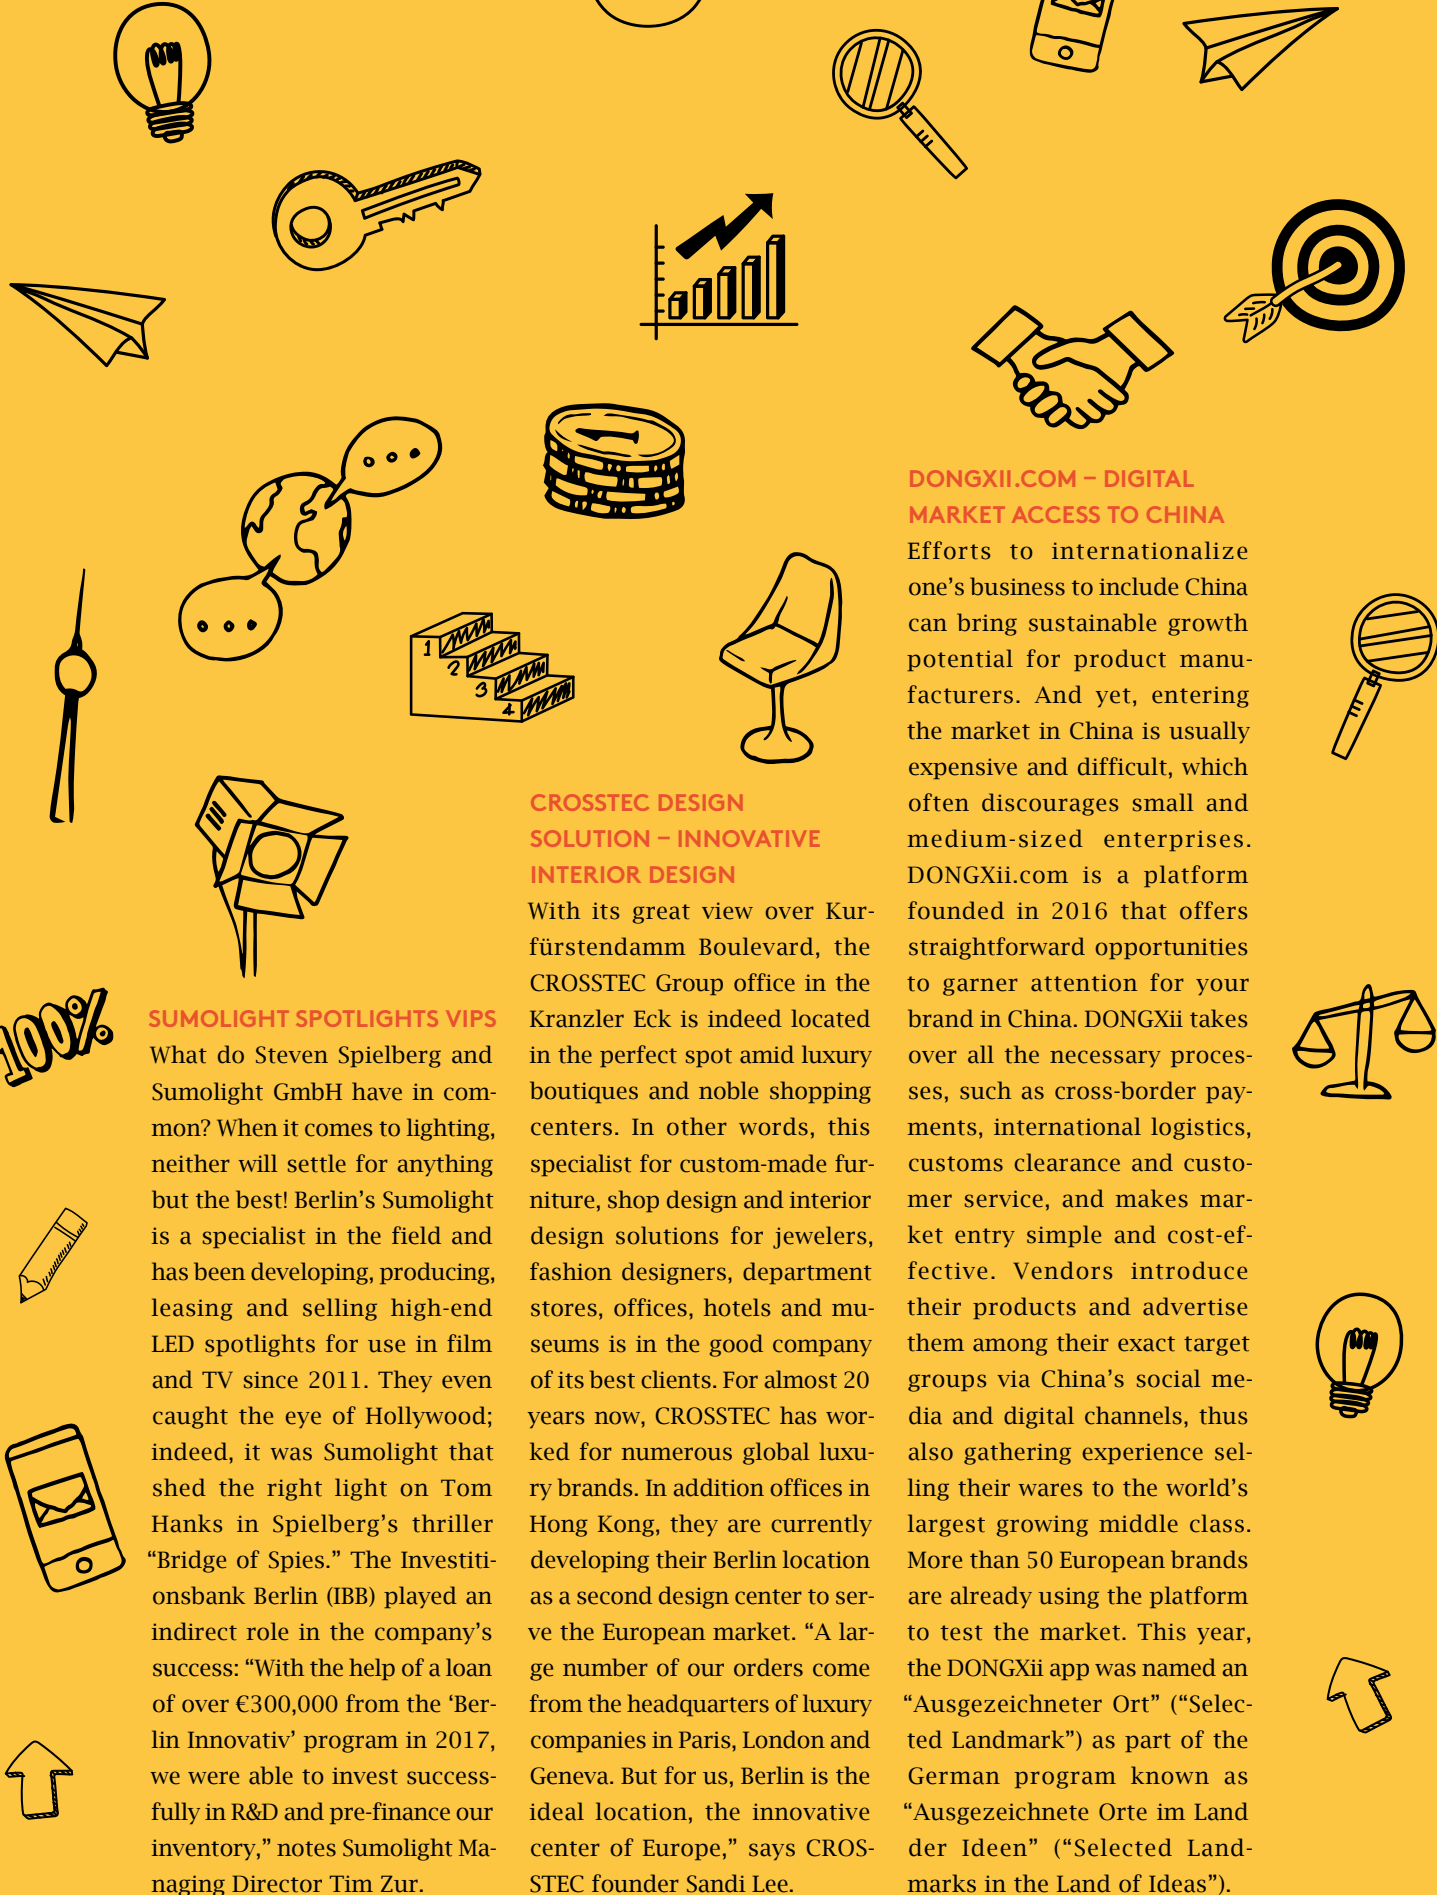 100%
1
2
3
4
SUMOLIGHT SPOTLIGHTS VIPS
What do Steven Spielberg and
Sumolight GmbH have in com-
mon? When it comes to lighting,
neither will settle for anything
but the best! Berlin's Sumolight
is a specialist in the field and
has been developing, producing,
leasing and selling high-end
LED spotlights for use in film
and TV since 2011. They even
caught the eye of Hollywood;
indeed, it was Sumolight that
shed the right light on Tom
Hanks in Spielberg's thriller
“Bridge of Spies.” The Investiti-
onsbank Berlin (IBB) played an
indirect role in the company's
success: “With the help of a loan
of over €300,000 from the ‘Ber-
lin Innovativ’ program in 2017,
we were able to invest success-
fully in R&D and pre-finance our
inventory,” notes Sumolight Ma-
naging Director Tim Zur.
CROSSTEC DESIGN
SOLUTION – INNOVATIVE
INTERIOR DESIGN
With its great view over Kur-
fürstendamm Boulevard, the
CROSSTEC Group office in the
Kranzler Eck is indeed located
in the perfect spot amid luxury
boutiques and noble shopping
centers. In other words, this
specialist for custom-made fur-
niture, shop design and interior
design solutions for jewelers,
fashion designers, department
stores, offices, hotels and mu-
seums is in the good company
of its best clients. For almost 20
years now, CROSSTEC has wor-
ked for numerous global luxu-
ry brands. In addition offices in
Hong Kong, they are currently
developing their Berlin location
as a second design center to ser-
ve the European market. “A lar-
ge number of our orders come
from the headquarters of luxury
companies in Paris, London and
Geneva. But for us, Berlin is the
ideal location, the innovative
center of Europe,” says CROS-
STEC founder Sandi Lee.
DONGXII.COM – DIGITAL
MARKET ACCESS TO CHINA
Efforts to internationalize
one's business to include China
can bring sustainable growth
potential for product manu-
facturers. And yet, entering
the market in China is usually
expensive and difficult, which
often discourages small and
medium-sized enterprises.
DONGXii.com is a platform
founded in 2016 that offers
straightforward opportunities
to garner attention for your
brand in China. DONGXii takes
over all the necessary proces-
ses, such as cross-border pay-
ments, international logistics,
customs clearance and custo-
mer service, and makes mar-
ket entry simple and cost-ef-
fective. Vendors introduce
their products and advertise
them among their exact target
groups via China's social me-
dia and digital channels, thus
also gathering experience sel-
ling their wares to the world's
largest growing middle class.
More than 50 European brands
are already using the platform
to test the market. This year,
the DONGXii app was named an
“Ausgezeichneter Ort” (“Selec-
ted Landmark”) as part of the
German program known as
“Ausgezeichnete Orte im Land
der Ideen” (“Selected Land-
marks in the Land of Ideas”).